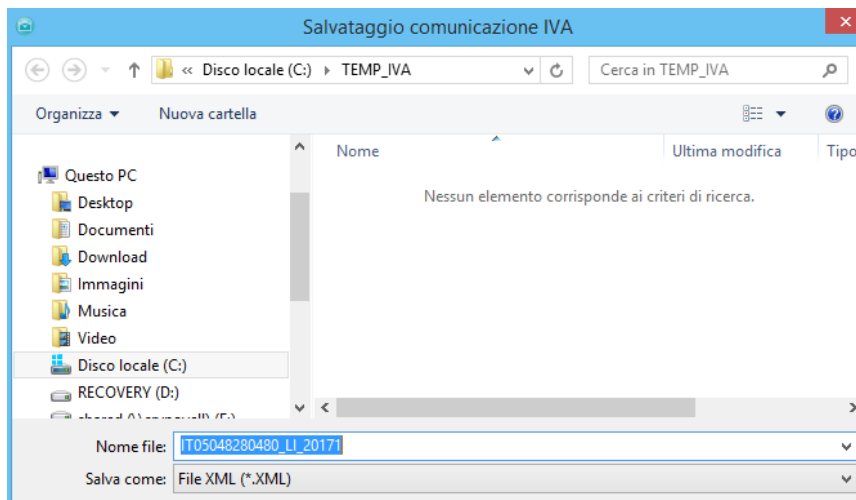 Salvataggio comunicazione IVA
« Disco locale (C:) TEMP_IVA
Cerca in TEMP_IVA
Organizza
Nuova cartella
Nome
Ultima modifica
Tipo
Nessun elemento corrisponde ai criteri di ricerca.
Questo PC
Desktop
Documenti
Download
Immagini
Musica
Video
Disco locale (C:)
RECOVERY (D:)
Nome file: IT05048280480_LI_20171
Salva come: File XML (*.XML)